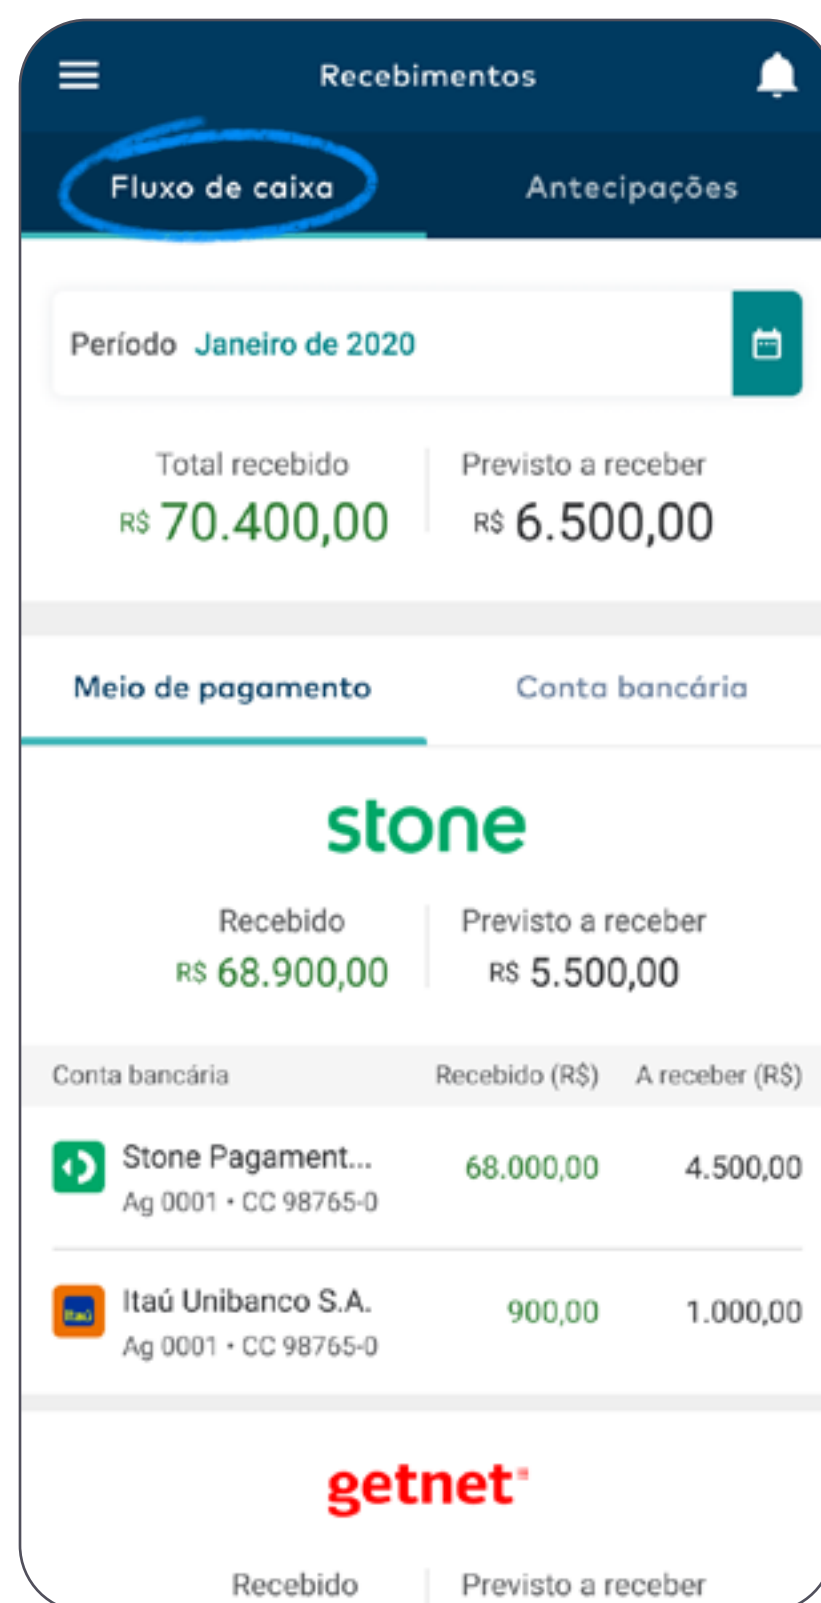 Recebimentos
Fluxo de caixa Antecipações
Período Janeiro de 2020
Total recebido Previsto a receber
R$ 70.400,00 R$ 6.500,00
Meio de pagamento Conta bancária
stone
Recebido Previsto a receber
R$ 68.900,00 R$ 5.500,00
Conta bancária Recebido (R$) A receber (R$)
Stone Pagament... 68.000,00 4.500,00
Ag 0001 • CC 98765-0
Itaú
Itaú Unibanco S.A. 900,00 1.000,00
Ag 0001 • CC 98765-0
getnet
Recebido Previsto a receber